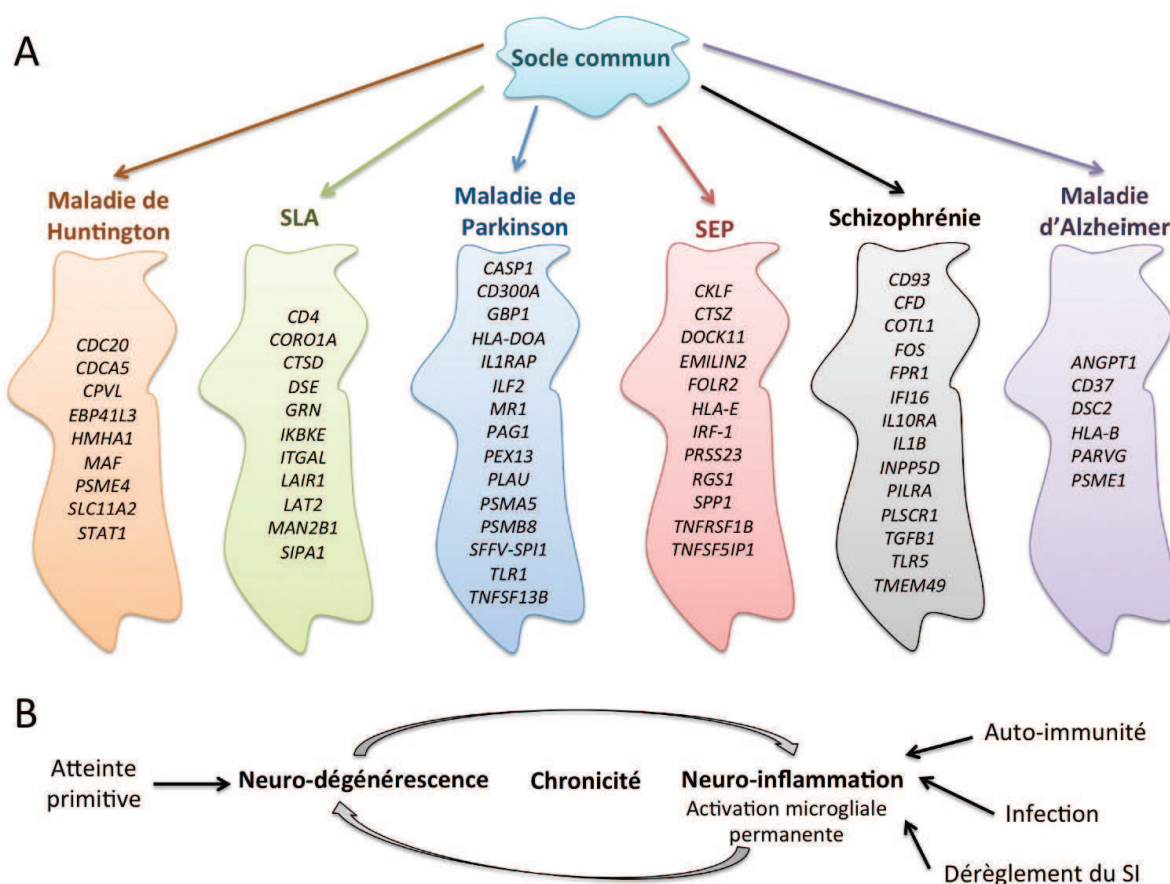 A
Socle commun
Maladie de
Huntington
CDC20
CDCA5
CPVL
EBP41L3
HMHA1
MAF
PSME4
SLC11A2
STAT1
SLA
CD4
CORO1A
CTSD
DSE
GRN
IKBKE
ITGAL
LAIR1
LAT2
MAN2B1
SIPA1
Maladie de
Parkinson
CASP1
CD300A
GBP1
HLA-DOA
IL1RAP
ILF2
MR1
PAG1
PEX13
PLAU
PSMA5
PSMB8
SFFV-SPI1
TLR1
TNFSF13B
SEP
CKLF
CTSZ
DOCK11
EMILIN2
FOLR2
HLA-E
IRF-1
PRSS23
RGS1
SPP1
TNFRSF1B
TNFSF5IP1
Schizophrénie
CD93
CFD
COTL1
FOS
FPR1
IFI16
IL10RA
IL1B
INPP5D
PILRA
PLSCR1
TGFB1
TLR5
TMEM49
Maladie
d'Alzheimer
ANGPT1
CD37
DSC2
HLA-B
PARVG
PSME1
B
Atteinte
primitive
Neuro-dégénérescence
Chronicité
Neuro-inflammation
Activation microgliale
permanente
Auto-immunité
Infection
Dérèglement du SI